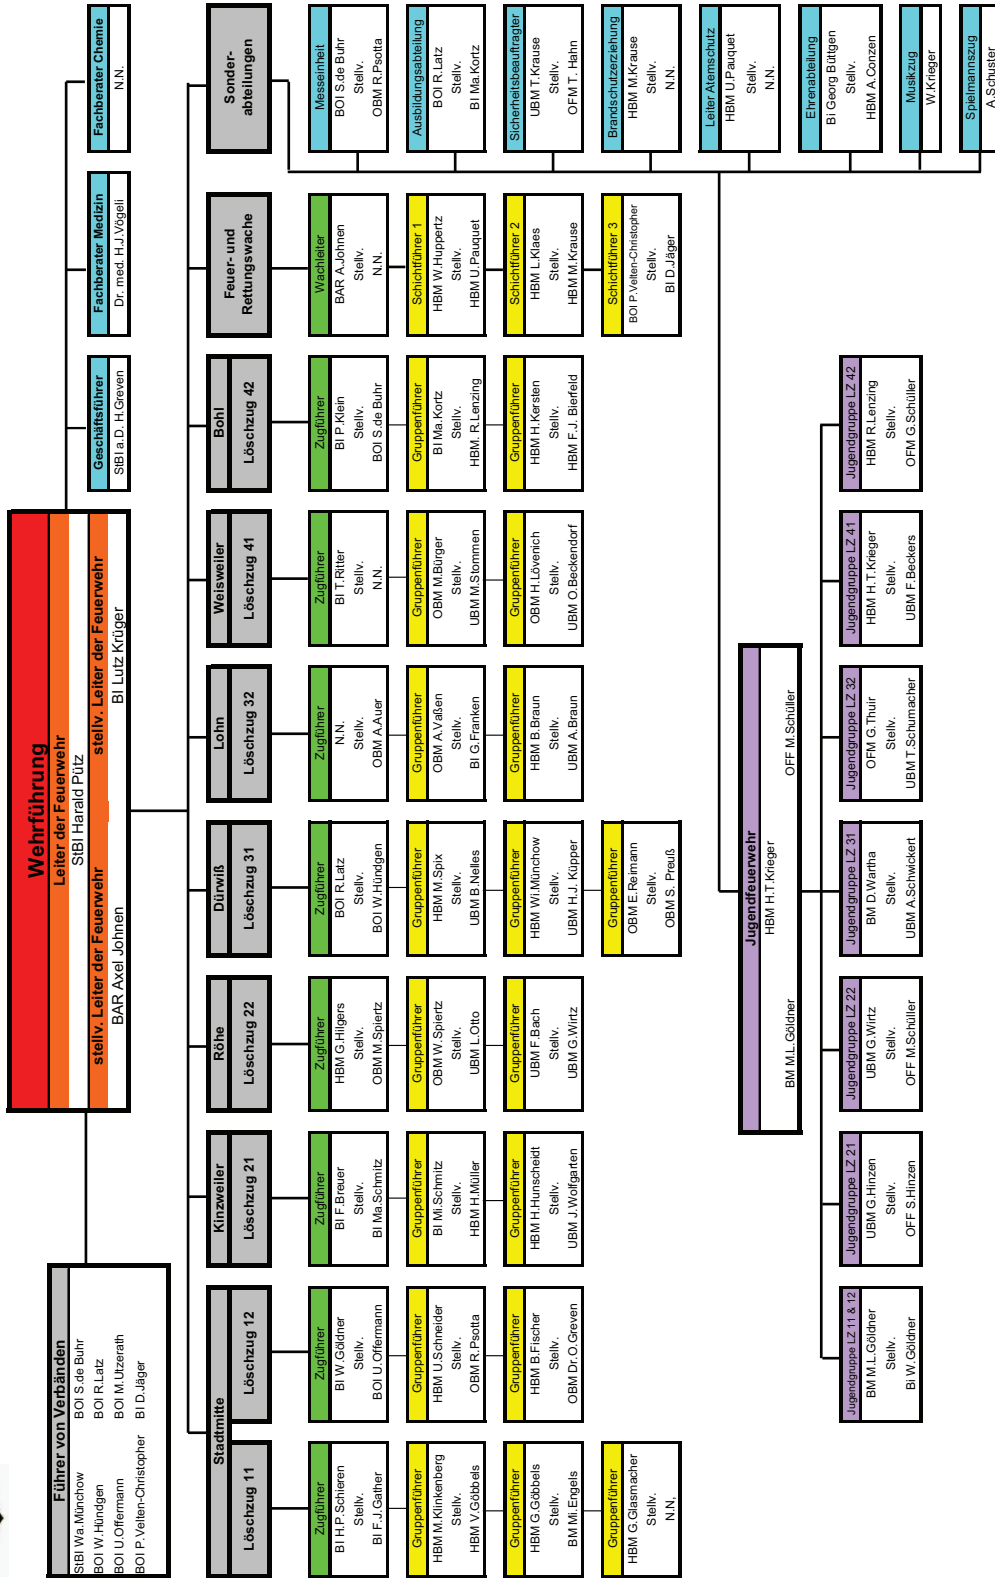 Wehrführung
Leiter der Feuerwehr
StBI Harald Pütz
stellv. Leiter der Feuerwehr
stellv. Leiter der Feuerwehr
BAR Axel Johnen
BI Lutz Krüger
Führer von Verbänden
StBI Wa.Münchow
BOI S.de Buhr
BOI W.Hündgen
BOI R.Latz
BOI U.Offermann
BOI M.Utzerath
BOI P.Velten-Christopher
BI D.Jäger
Geschäftsführer
StBI a.D. H.Greven
Fachberater Medizin
Dr. med. H.J.Vögeli
Fachberater Chemie
N.N.
Stadtmitte
Löschzug 11
Zugführer
BI H.P.Schieren
Stellv.
BI F.J.Gather
Gruppenführer
HBM M.Klinkenberg
Stellv.
HBM V.Göbbels
Gruppenführer
HBM G.Göbbels
Stellv.
BM Mi.Engels
Gruppenführer
HBM G.Glasmacher
Stellv.
N.N,
Löschzug 12
Zugführer
BI W.Göldner
Stellv.
BOI U.Offermann
Gruppenführer
HBM U.Schneider
Stellv.
OBM R.Psotta
Gruppenführer
HBM B.Fischer
Stellv.
OBM Dr.O.Greven
Kinzweiler
Löschzug 21
Zugführer
BI F.Breuer
Stellv.
BI Ma.Schmitz
Gruppenführer
BI Mi.Schmitz
Stellv.
HBM H.Müller
Gruppenführer
HBM H.Hunscheidt
Stellv.
UBM J.Wolfgarten
Röhe
Löschzug 22
Zugführer
HBM G.Hilgers
Stellv.
OBM M.Spiertz
Gruppenführer
OBM W.Spiertz
Stellv.
UBM L.Otto
Gruppenführer
UBM F.Bach
Stellv.
UBM G.Wirtz
Dürwiß
Löschzug 31
Zugführer
BOI R.Latz
Stellv.
BOI W.Hündgen
Gruppenführer
HBM M.Spix
Stellv.
UBM B.Nelles
Gruppenführer
HBM Wi.Münchow
Stellv.
UBM H.J. Küpper
Gruppenführer
OBM E.Reimann
Stellv.
OBM S. Preuß
Lohn
Löschzug 32
Zugführer
N.N.
Stellv.
OBM A.Auer
Gruppenführer
OBM A.Vaßen
Stellv.
BI G.Franken
Gruppenführer
HBM B.Braun
Stellv.
UBM A.Braun
Weisweiler
Löschzug 41
Zugführer
BI T.Ritter
Stellv.
N.N.
Gruppenführer
OBM M.Bürger
Stellv.
UBM M.Stommen
Gruppenführer
OBM H.Lövenich
Stellv.
UBM O.Beckendorf
Bohl
Löschzug 42
Zugführer
BI P.Klein
Stellv.
BOI S.de Buhr
Gruppenführer
BI Ma.Kortz
Stellv.
HBM. R.Lenzing
Gruppenführer
HBM H.Kersten
Stellv.
HBM F.J. Bierfeld
Feuer- und
Rettungswache
Wachleiter
BAR A.Johnen
Stellv.
N.N.
Schichtführer 1
HBM W.Huppertz
Stellv.
HBM U.Pauquet
Schichtführer 2
HBM L.Klaes
Stellv.
HBM M.Krause
Schichtführer 3
BOI P.Velten-Christopher
Stellv.
BI D.Jäger
Sonder-
abteilungen
Messeinheit
BOI S.de Buhr
Stellv.
OBM R.Psotta
Ausbildungsabteilung
BOI R.Latz
Stellv.
BI Ma.Kortz
Sicherheitsbeauftragter
UBM T.Krause
Stellv.
OFM T. Hahn
Brandschutzerziehung
HBM M.Krause
Stellv.
N.N.
Leiter Atemschutz
HBM U.Pauquet
Stellv.
N.N.
Ehrenabteilung
Bi Georg Büttgen
Stellv.
HBM A.Conzen
Musikzug
W.Krieger
Spielmannszug
A.Schuster
Jugendfeuerwehr
HBM H.T.Krieger
BM M.L.Göldner
OFF M.Schüller
Jugendgruppe LZ 11 & 12
BM M.L.Göldner
Stellv.
Bi W.Göldner
Jugendgruppe LZ 21
UBM G.Hinzen
Stellv.
OFF S.Hinzen
Jugendgruppe LZ 22
UBM G.Wirtz
Stellv.
OFF M.Schüller
Jugendgruppe LZ 31
BM D.Wartha
Stellv.
UBM A.Schwickert
Jugendgruppe LZ 32
OFM G.Thuir
Stellv.
UBM T.Schumacher
Jugendgruppe LZ 41
HBM H.T.Krieger
Stellv.
UBM F.Beckers
Jugendgruppe LZ 42
HBM R.Lenzing
Stellv.
OFM G.Schüller